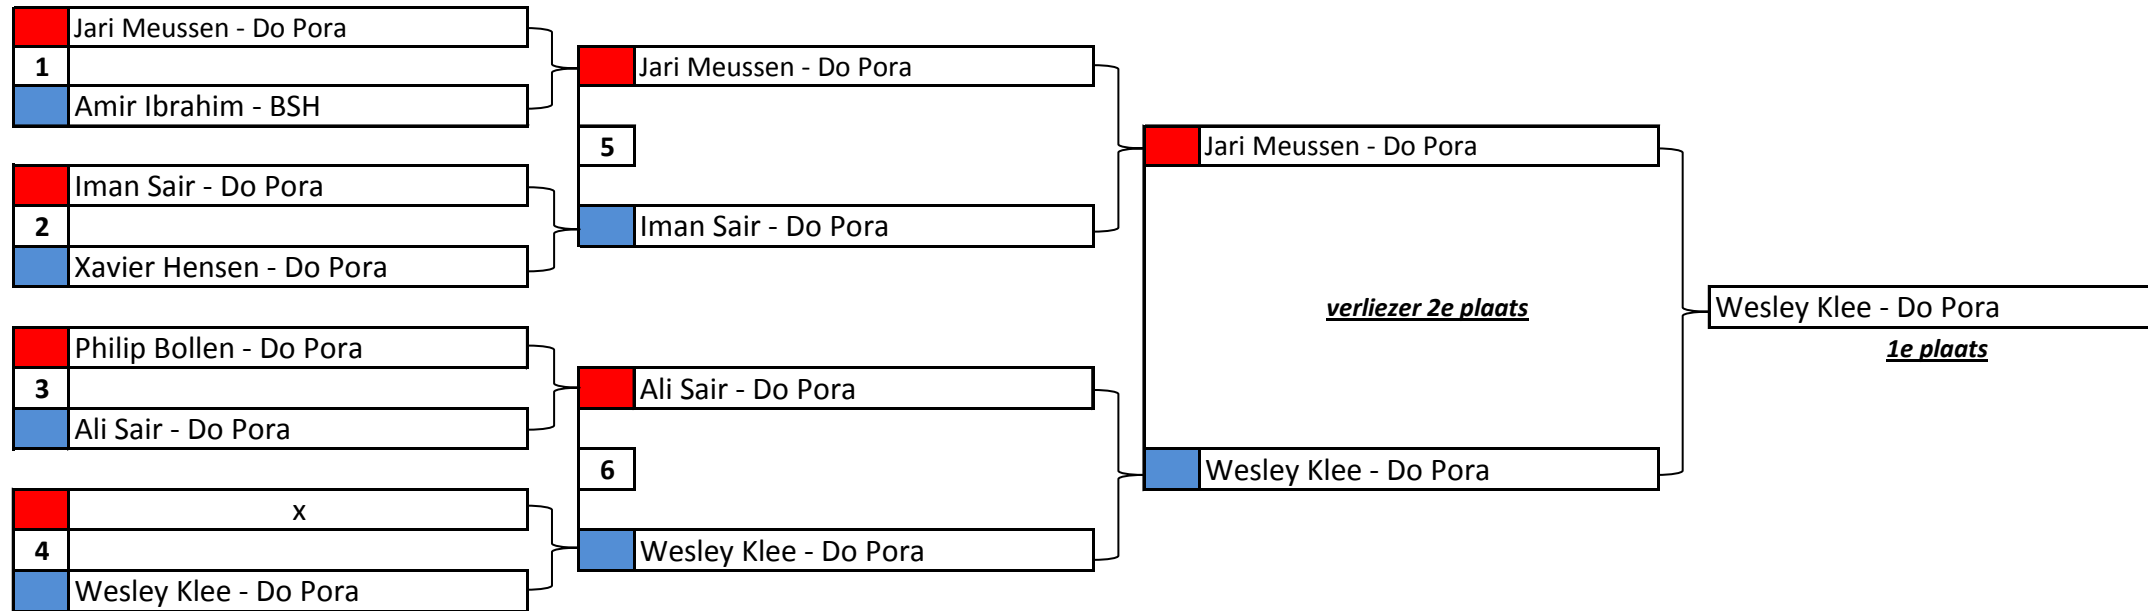 Jari Meussen - Do Pora
1
Amir Ibrahim - BSH
Iman Sair - Do Pora
2
Xavier Hensen - Do Pora
Philip Bollen - Do Pora
3
Ali Sair - Do Pora
x
4
Wesley Klee - Do Pora
Jari Meussen - Do Pora
5
Iman Sair - Do Pora
Ali Sair - Do Pora
6
Wesley Klee - Do Pora
Jari Meussen - Do Pora
verliezer 2e plaats
Wesley Klee - Do Pora
Wesley Klee - Do Pora
1e plaats